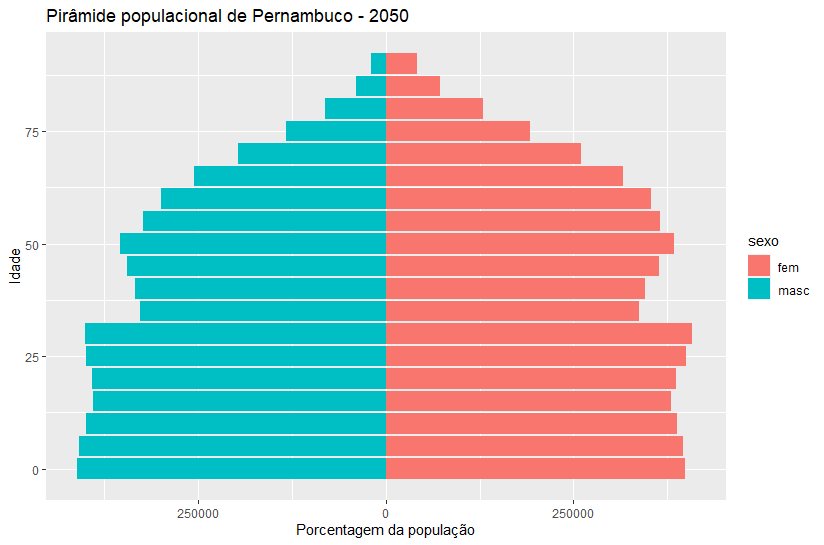 Pirâmide populacional de Pernambuco - 2050
75
50
25
0
Idade
250000
0
250000
Porcentagem da população
sexo
fem
masc